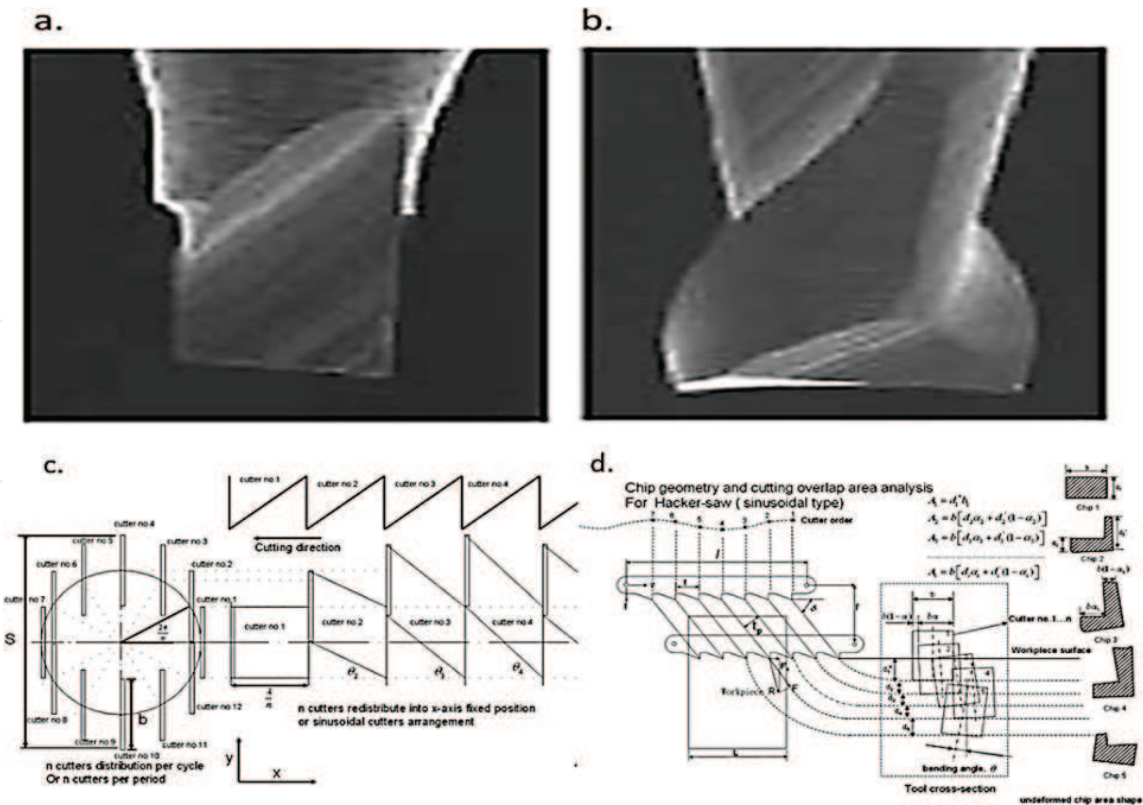 a.
b.
c.
cutter no.1
cutter no.2
cutter no.3
cutter no.4
Cutting direction
cutter no.4
cutter no.5
cutter no.3
cutter no.6
cutter no.2
cutter no.7
cutter no.1
S
cutter no.1
cutter no.2
cutter no.3
cutter no.4
θ2
θ3
θ4
b
cutter no.8
cutter no.12
cutter no.9
cutter no.10
cutter no.11
n cutters distribution per cycle
Or n cutters per period
n cutters redistribute into x-axis fixed position
or sinusoidal cutters arrangement
y
x
d.
Chip geometry and cutting overlap area analysis
For Hacker-saw ( sinusoidal type)
Cutter order
l
Workpiece
R
F
L
b
b(1-α)
bα
Cutter no.1...n
Workpiece surface
bending angle, θ
Tool cross-section
Chip 1
Chip 2
Chip 3
Chip 4
Chip 5
undeformed chip area shape